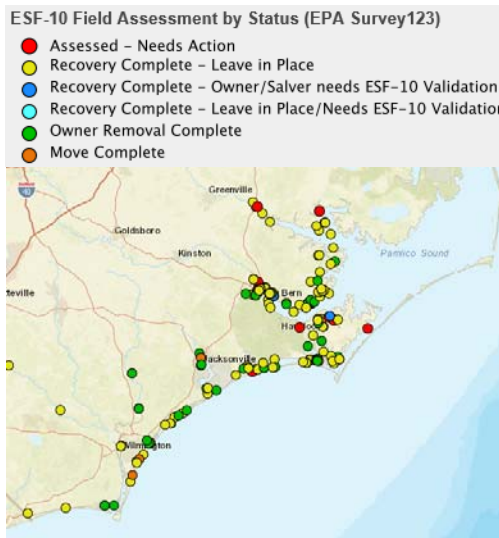 ESF-10 Field Assessment by Status (EPA Survey123)
Assessed – Needs Action
Recovery Complete – Leave in Place
Recovery Complete – Owner/Salver needs ESF-10 Validation
Recovery Complete – Leave in Place/Needs ESF-10 Validation
Owner Removal Complete
Move Complete
Greenville
Goldsboro
Pamlico Sound
Kinston
tteville
Bern
Ha
Jacksonville
Wilmington